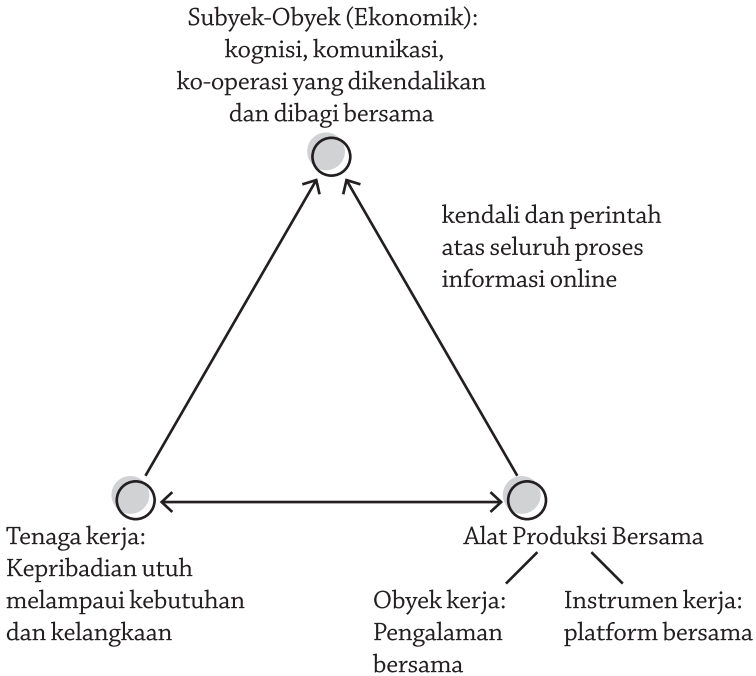 Subyek-Obyek (Ekonomik):
kognisi, komunikasi,
ko-operasi yang dikendalikan
dan dibagi bersama
kendali dan perintah
atas seluruh proses
informasi online
Tenaga kerja:
Kepribadian utuh
melampaui kebutuhan
dan kelangkaan
Alat Produksi Bersama
Obyek kerja:
Pengalaman
bersama
Instrumen kerja:
platform bersama